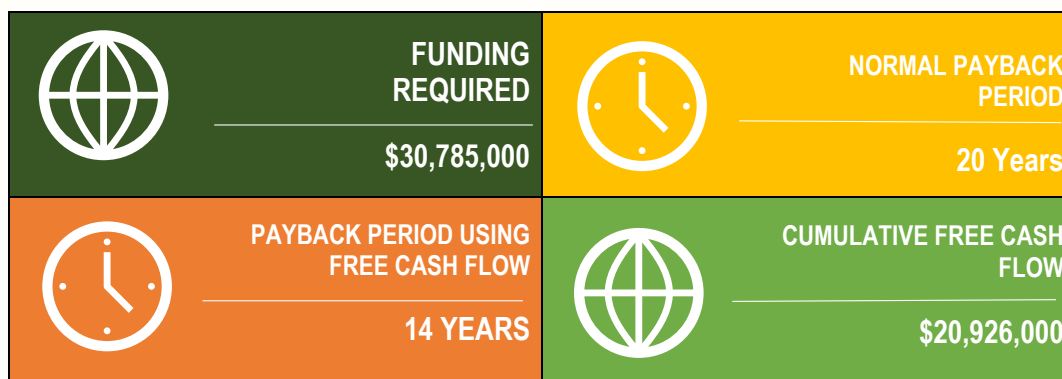 FUNDING
REQUIRED
$30,785,000
NORMAL PAYBACK
PERIOD
20 Years
PAYBACK PERIOD USING
FREE CASH FLOW
14 YEARS
CUMULATIVE FREE CASH
FLOW
$20,926,000